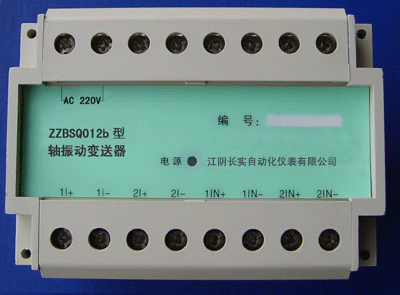 AC 220V
编 号:
ZZBSQ012b 型
轴振动变送器
电源 江阴长实自动化仪表有限公司
1I+ 1I- 2I+ 2I- 1IN+ 1IN- 2IN+ 2IN-